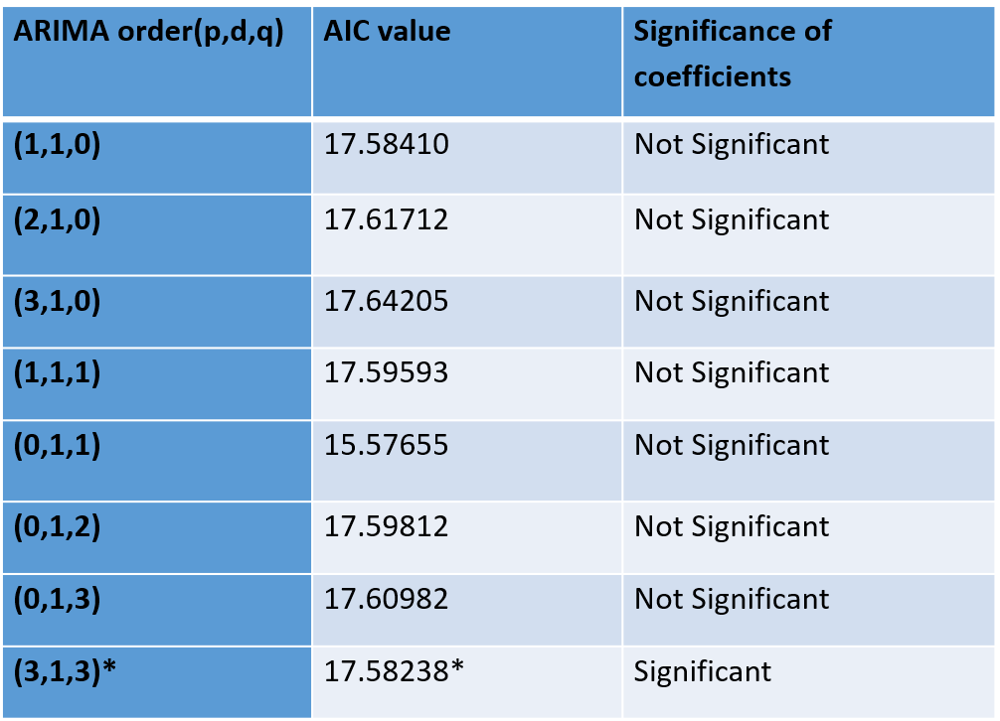 ARIMA order(p,d,q) AIC value Significance of
coefficients
(1,1,0) 17.58410 Not Significant
(2,1,0) 17.61712 Not Significant
(3,1,0) 17.64205 Not Significant
(1,1,1) 17.59593 Not Significant
(0,1,1) 15.57655 Not Significant
(0,1,2) 17.59812 Not Significant
(0,1,3) 17.60982 Not Significant
(3,1,3)* 17.58238* Significant